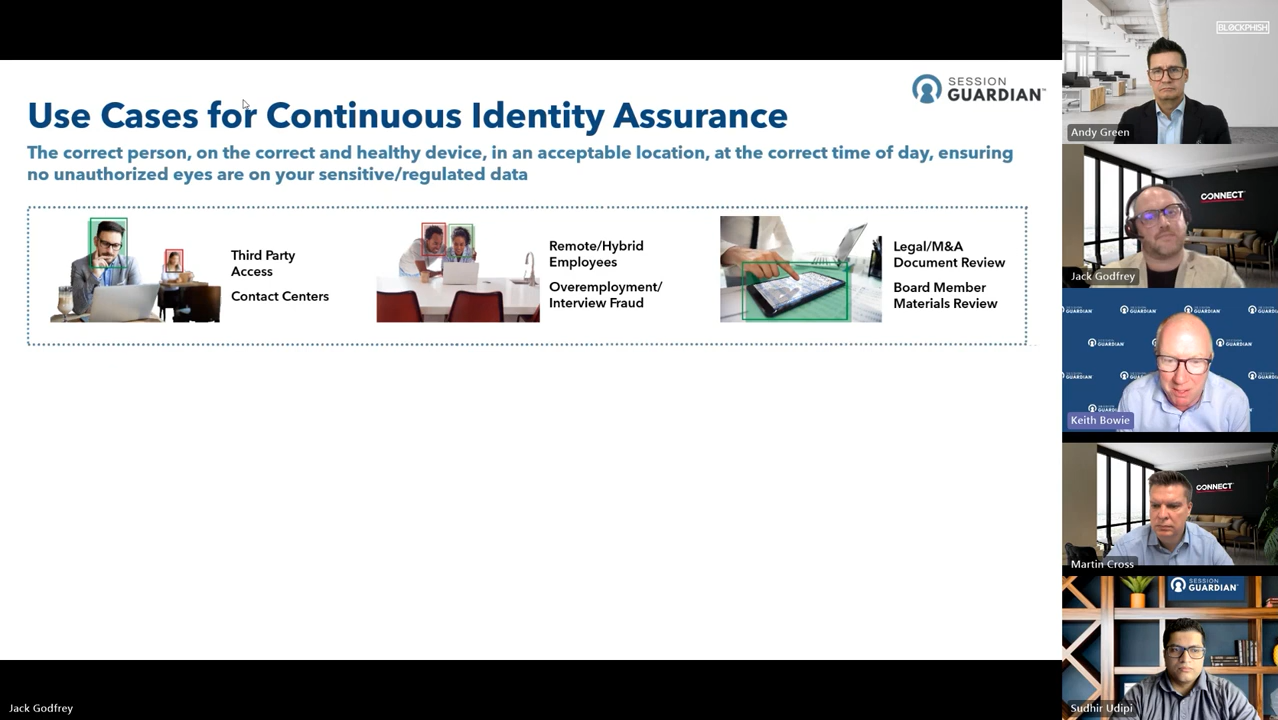 SESSION
GUARDIAN™
Use Cases for Continuous Identity Assurance
The correct person, on the correct and healthy device, in an acceptable location, at the correct time of day, ensuring
no unauthorized eyes are on your sensitive/regulated data
Third Party
Access
Contact Centers
Remote/Hybrid
Employees
Overemployment/
Interview Fraud
Legal/M&A
Document Review
Board Member
Materials Review
Jack Godfrey
BLOCKPHISH
Andy Green
CONNECT
Jack Godfrey
GUARDIAN
GUARDIAN
GUARDIAN
Keith Bowie
CONNECT
Martin Cross
SESSION
GUARDIAN
Sudhir Udipi